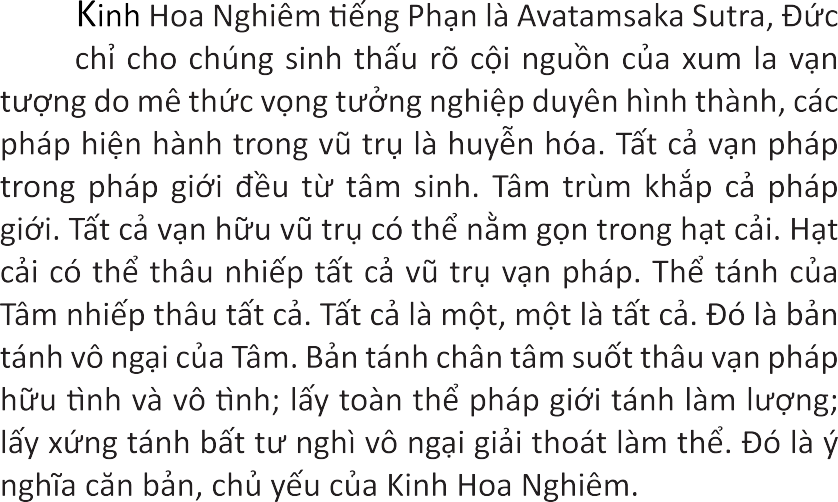 Kinh Hoa Nghiêm tiếng Phạn là Avatamsaka Sutra, Đức
chỉ cho chúng sinh thấu rõ cội nguồn của xum la vạn
tượng do mê thức vọng tưởng nghiệp duyên hình thành, các
pháp hiện hành trong vũ trụ là huyễn hóa. Tất cả vạn pháp
trong pháp giới đều từ tâm sinh. Tâm trùm khắp cả pháp
giới. Tất cả vạn hữu vũ trụ có thể nằm gọn trong hạt cải. Hạt
cải có thể thâu nhiếp tất cả vũ trụ vạn pháp. Thể tánh của
Tâm nhiếp thâu tất cả. Tất cả là một, một là tất cả. Đó là bản
tánh vô ngại của Tâm. Bản tánh chân tâm suốt thâu vạn pháp
hữu tình và vô tình; lấy toàn thể pháp giới tánh làm lượng;
lấy xứng tánh bất tư nghì vô ngại giải thoát làm thể. Đó là ý
nghĩa căn bản, chủ yếu của Kinh Hoa Nghiêm.